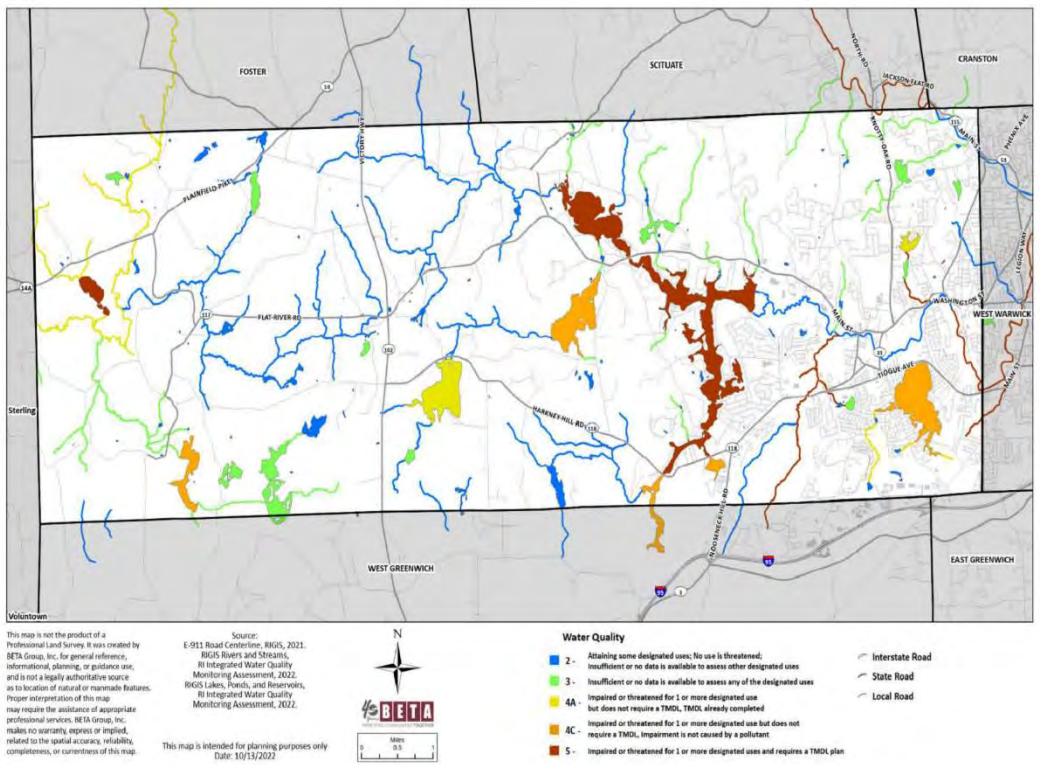 FOSTER
SCITUATE
CRANSTON
NORTH RD
JACKSON FLAT RD
PHENIX AVE
14
VICTORY HWY
KNOTTY OAK RD
115
MAIN ST
PLAINFIELD PIKE
14A
LEGION WAY
117
FLAT RIVER RD
102
MAIN ST
WASHINGTON ST
WEST WARWICK
33
TIOGUE AVE
MAIN ST
Sterling
HARKNEY HILL RD
118
118
NOOSENECK HILL RD
WEST GREENWICH
95
95
3
EAST GREENWICH
Voluntown
This map is not the product of a
Professional Land Survey. It was created by
BETA Group, Inc. for general reference,
informational, planning, or guidance use,
and is not a legally authoritative source
as to location of natural or manmade features.
Proper interpretation of this map
may require the assistance of appropriate
professional services. BETA Group, Inc.
makes no warranty, express or implied,
related to the spatial accuracy, reliability,
completeness, or currentness of this map.
Source:
E-911 Road Centerline, RIGIS, 2021.
RIGIS Rivers and Streams,
RI Integrated Water Quality
Monitoring Assessment, 2022.
RIGIS Lakes, Ponds, and Reservoirs,
RI Integrated Water Quality
Monitoring Assessment, 2022.
This map is intended for planning purposes only
Date: 10/13/2022
N
BETA
Miles
0 0.5 1
Water Quality
2 - Attaining some designated uses; No use is threatened;
Insufficient or no data is available to assess other designated uses
3 - Insufficient or no data is available to assess any of the designated uses
4A - Impaired or threatened for 1 or more designated use
but does not require a TMDL, TMDL already completed
4C - Impaired or threatened for 1 or more designated use but does not
require a TMDL, Impairment is not caused by a pollutant
5 - Impaired or threatened for 1 or more designated uses and requires a TMDL plan
Interstate Road
State Road
Local Road